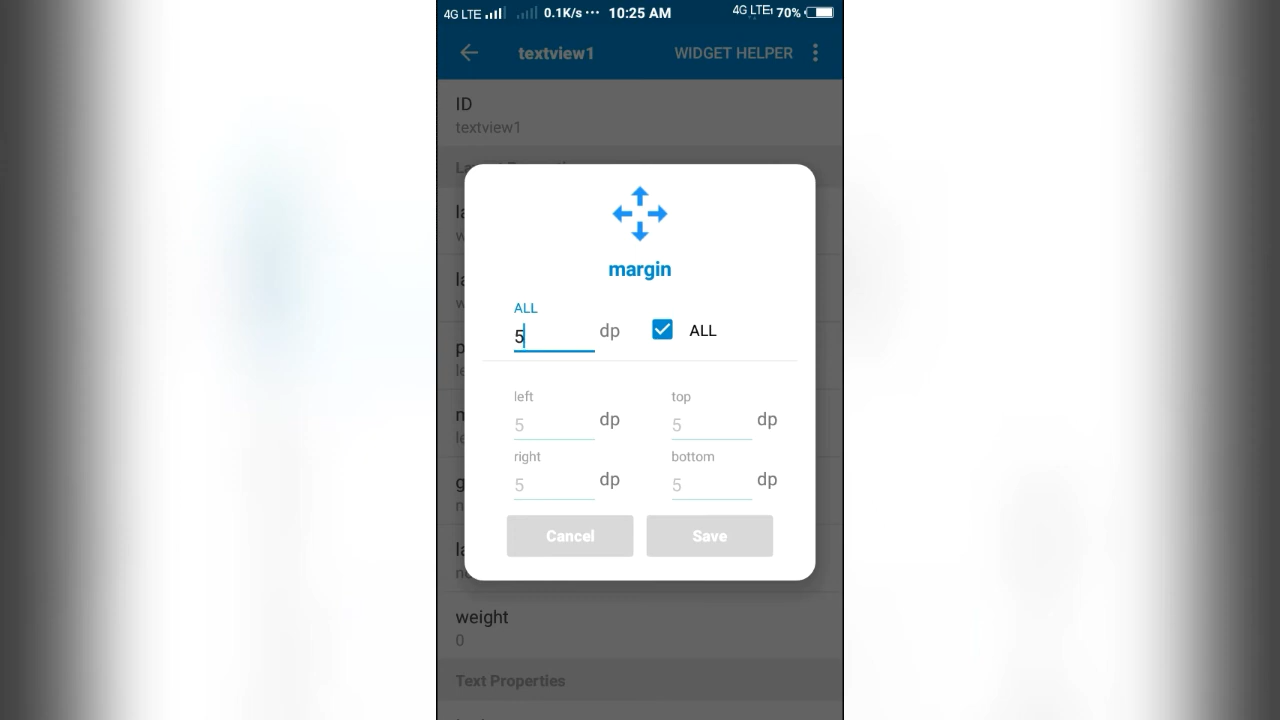 4G LTE 0.1K/s ··· 10:25 AM 4G LTE 70%
textview1 WIDGET HELPER
ID
textview1
margin
ALL
5 dp ALL
left top
5 dp 5 dp
right bottom
5 dp 5 dp
Cancel Save
weight
0
Text Properties